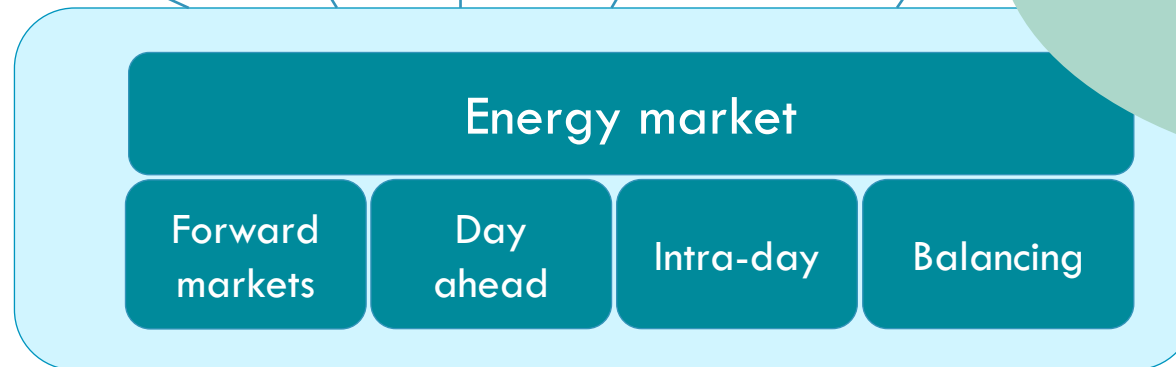 Energy market
Forward
markets
Day
ahead
Intra-day
Balancing